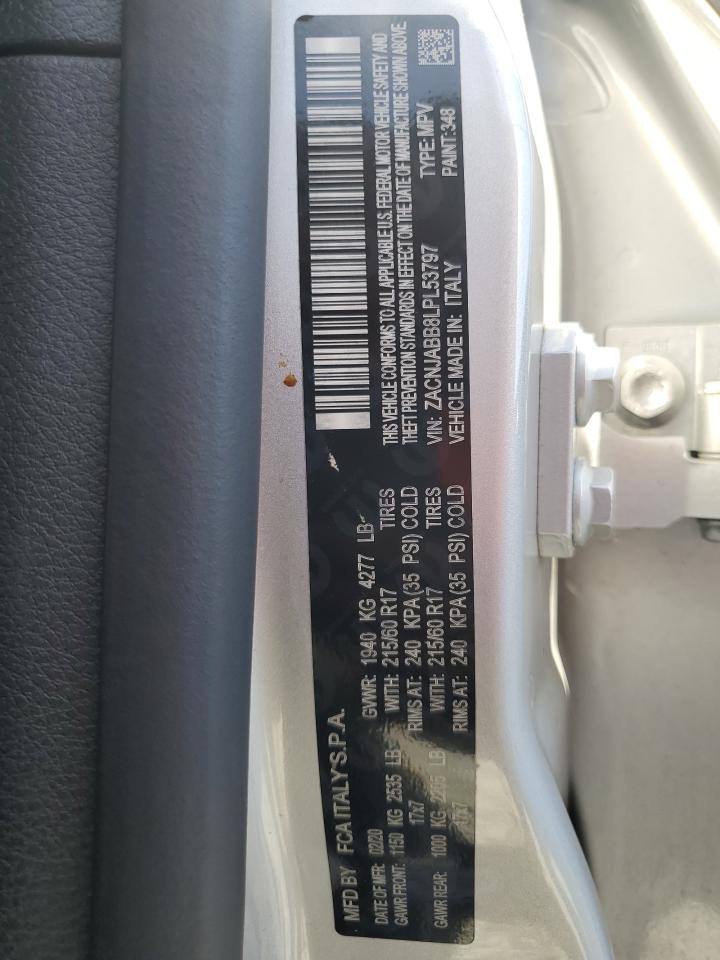 MFD BY FCA ITALY S.P.A.
DATE OF MFR: 02/20 GVWR: 1940 KG 4277 LB
GAWR FRONT: 1150 KG 2535 LB WITH: 215/60 R17 TIRES
17x7 RIMS AT: 240 KPA (35 PSI) COLD
GAWR REAR: 1000 KG LB WITH: 215/60 R17 TIRES
17x7 RIMS AT: 240 KPA (35 PSI) COLD
THIS VEHICLE CONFORMS TO ALL APPLICABLE U.S. FEDERAL MOTOR VEHICLE SAFETY AND
THEFT PREVENTION STANDARDS IN EFFECT ON THE DATE OF MANUFACTURE SHOWN ABOVE.
VIN: ZACNJABB8LPL53797 TYPE: MPV
VEHICLE MADE IN: ITALY PAINT: 348